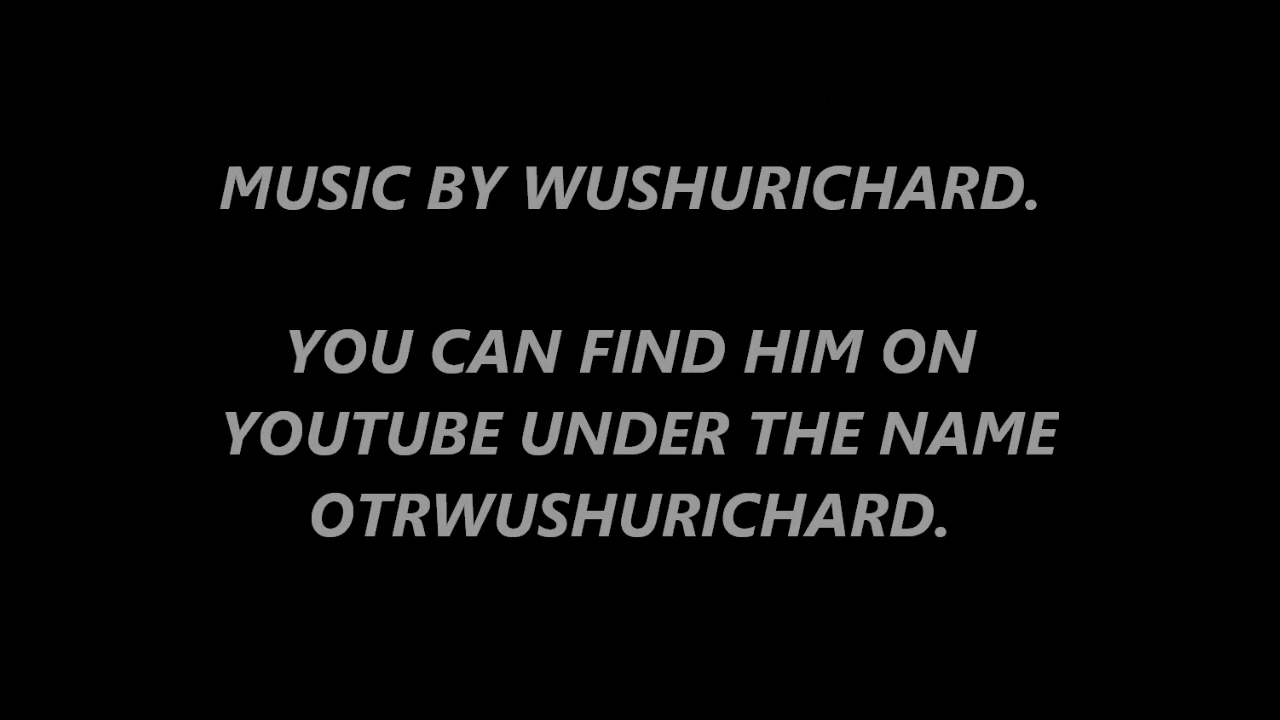 MUSIC BY WUSHURICHARD.
YOU CAN FIND HIM ON
YOUTUBE UNDER THE NAME
OTRWUSHURICHARD.